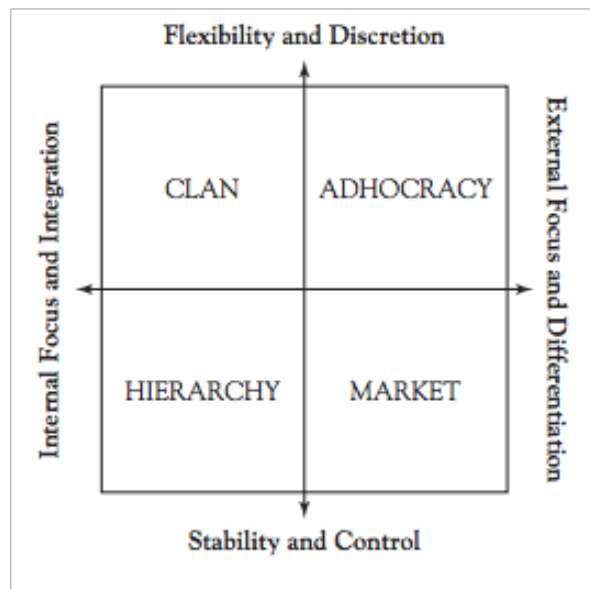 Flexibility and Discretion
Internal Focus and Integration
External Focus and Differentiation
CLAN
ADHOCRACY
HIERARCHY
MARKET
Stability and Control